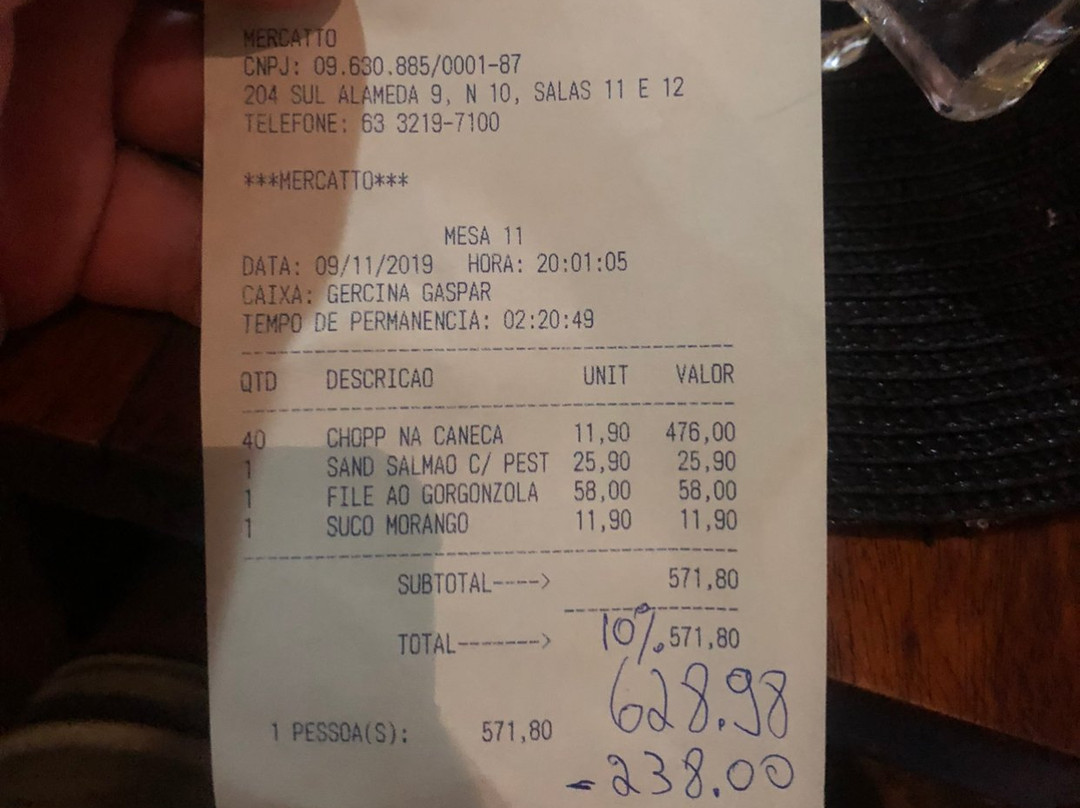 MERCATTO
CNPJ: 09.630.885/0001-87
204 SUL ALAMEDA 9, N 10, SALAS 11 E 12
TELEFONE: 63 3219-7100
***MERCATTO***
MESA 11
DATA: 09/11/2019 HORA: 20:01:05
CAIXA: GERCINA GASPAR
TEMPO DE PERMANENCIA: 02:20:49
QTD DESCRICAO UNIT VALOR
40 CHOPP NA CANECA 11,90 476,00
1 SAND SALMAO C/ PEST 25,90 25,90
1 FILE AO GORGONZOLA 58,00 58,00
1 SUCO MORANGO 11,90 11,90
SUBTOTAL----> 571,80
TOTAL-------> 10% 571,80
628.98
1 PESSOA(S): 571,80
-238.00